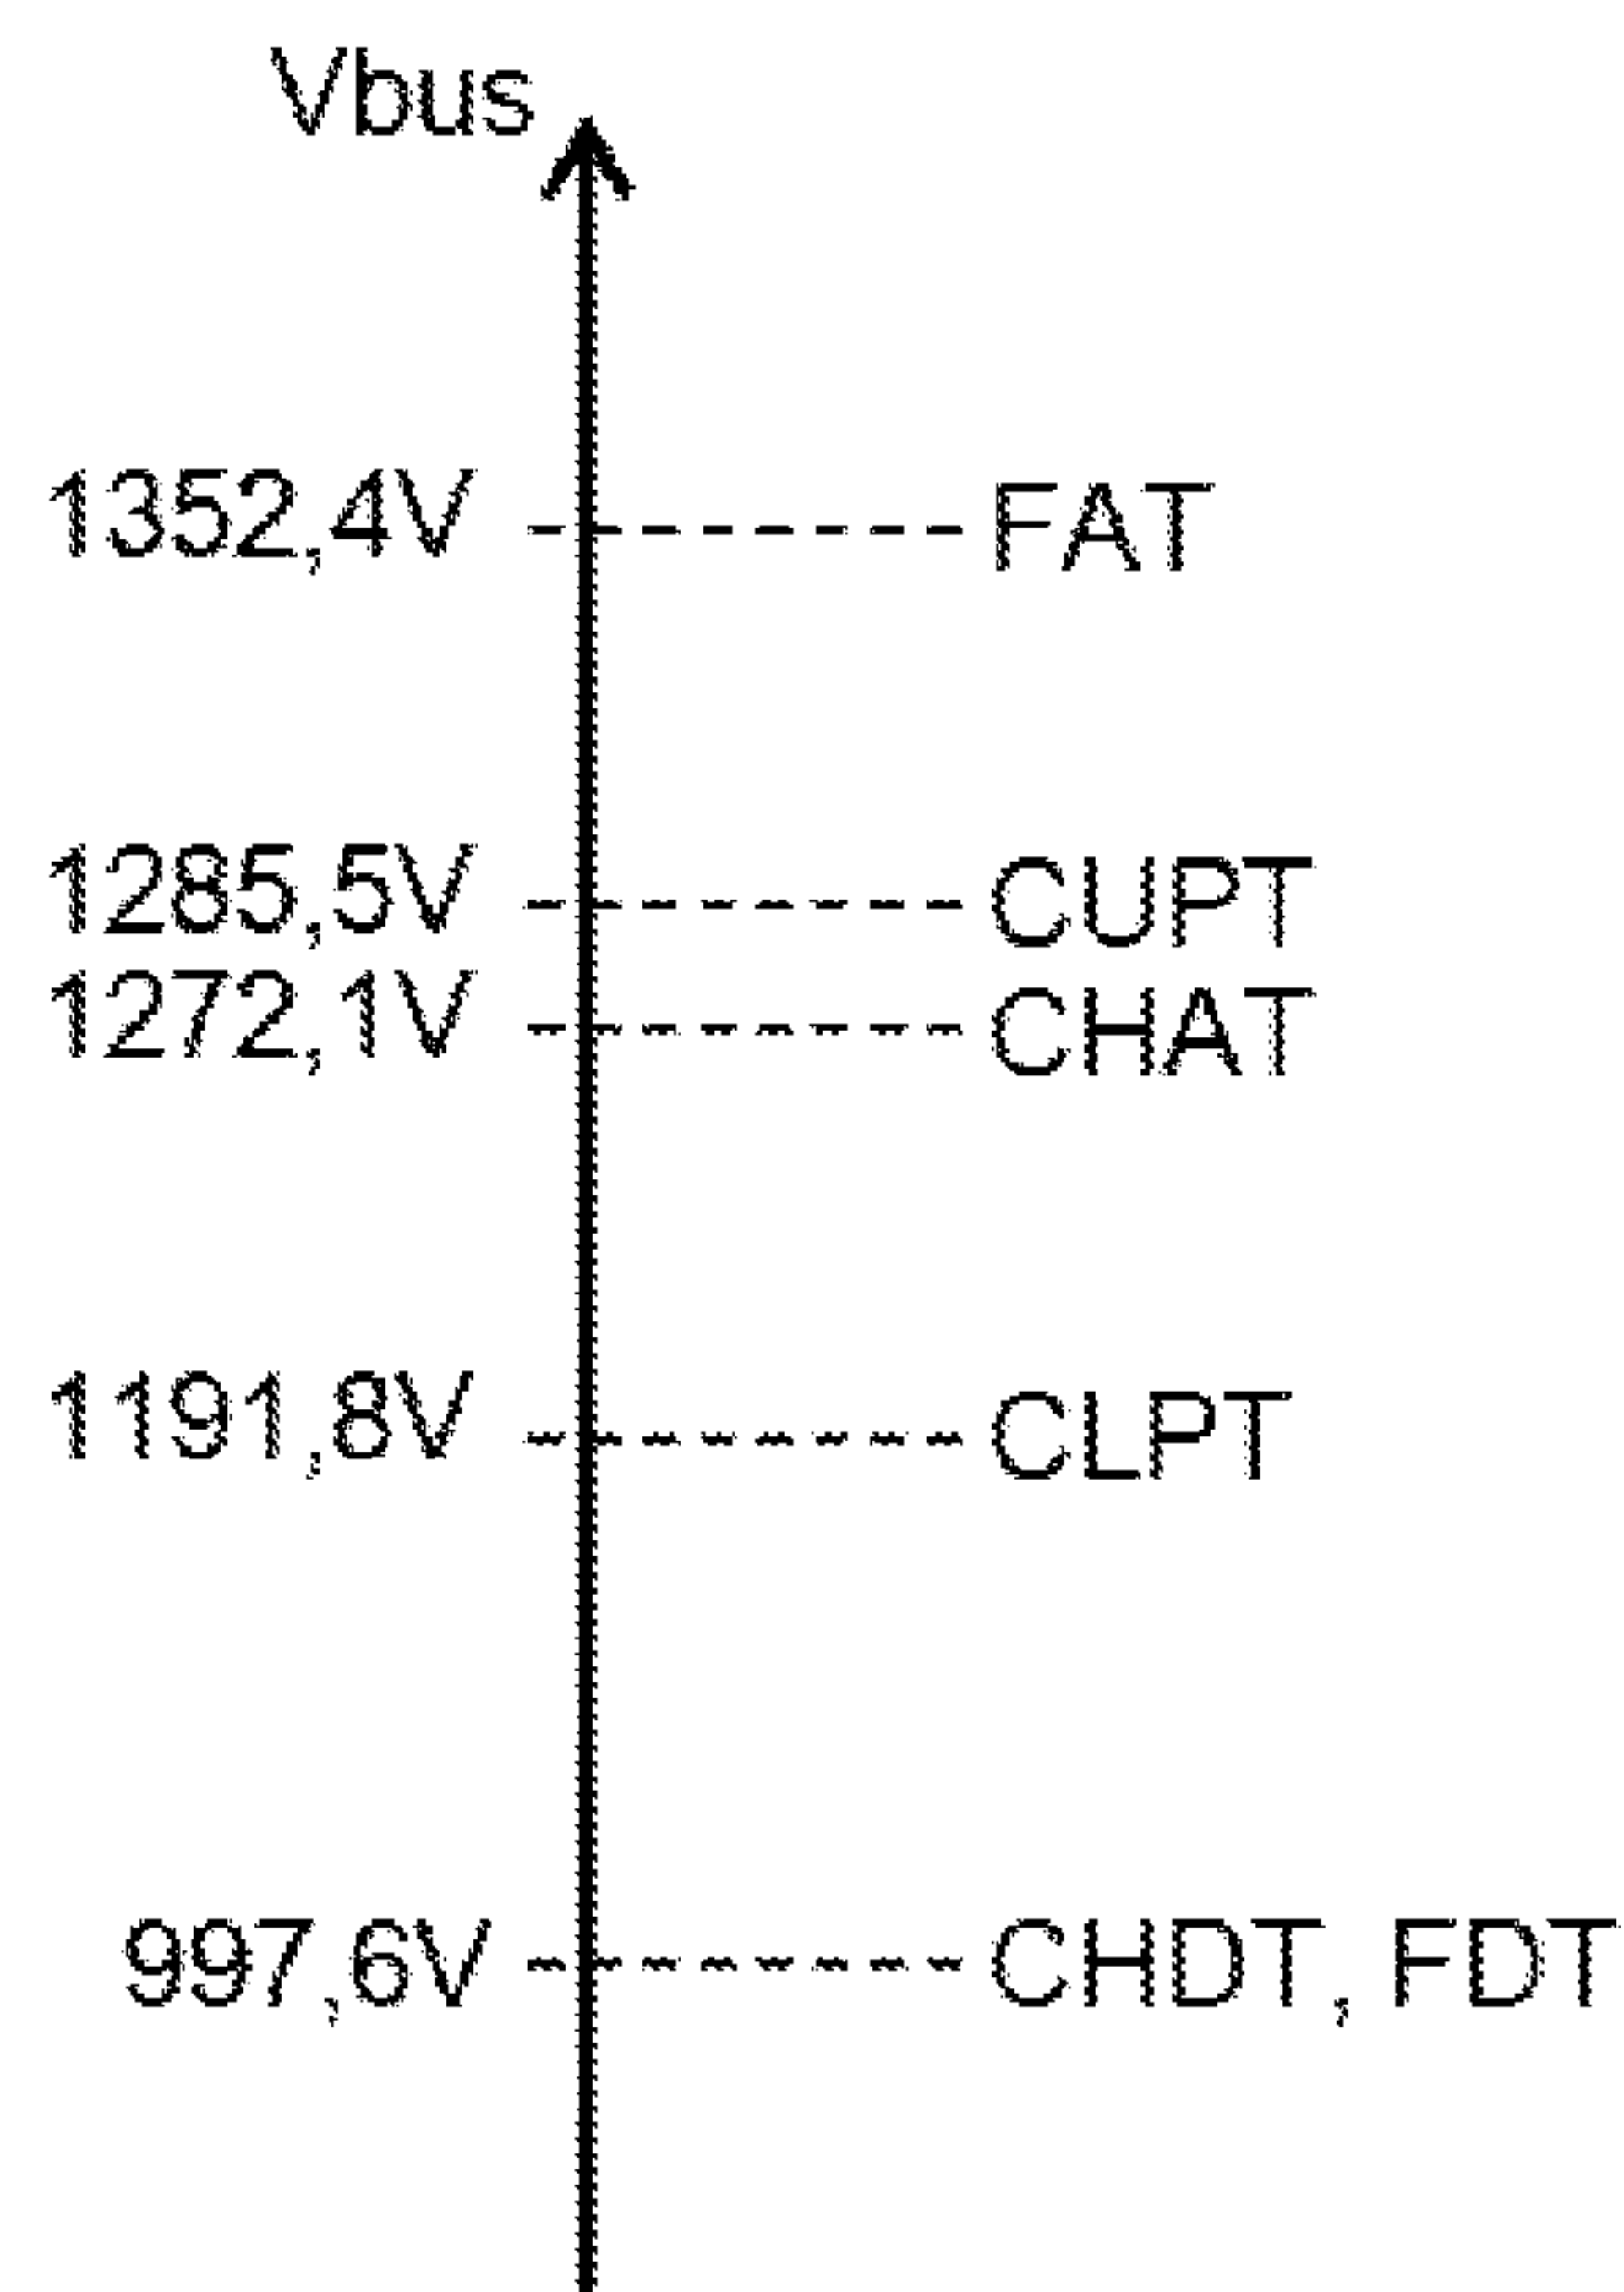 Vbus
1352,4V FAT
1285,5V CUPT
1272,1V CHAT
1191,8V CLPT
997,6V CHDT, FDT